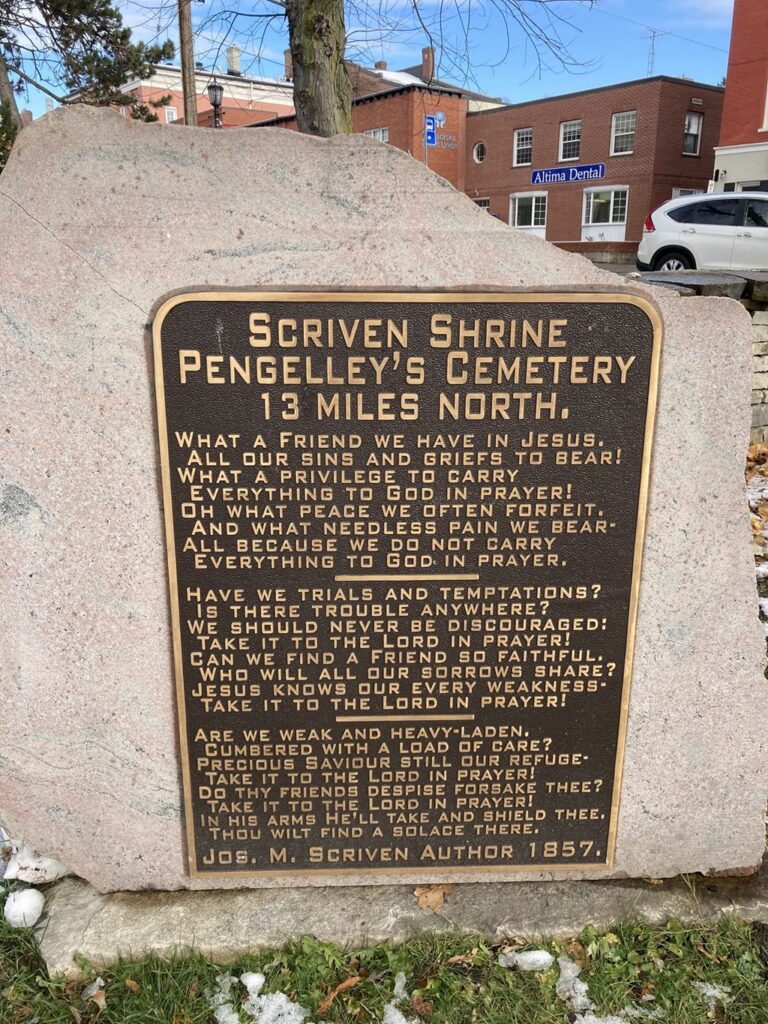 Altima Dental
SCRIVEN SHRINE
PENGELLEY'S CEMETERY
13 MILES NORTH.
WHAT A FRIEND WE HAVE IN JESUS.
ALL OUR SINS AND GRIEFS TO BEAR!
WHAT A PRIVILEGE TO CARRY
EVERYTHING TO GOD IN PRAYER!
OH WHAT PEACE WE OFTEN FORFEIT.
AND WHAT NEEDLESS PAIN WE BEAR-
ALL BECAUSE WE DO NOT CARRY
EVERYTHING TO GOD IN PRAYER.
HAVE WE TRIALS AND TEMPTATIONS?
IS THERE TROUBLE ANYWHERE?
WE SHOULD NEVER BE DISCOURAGED:
TAKE IT TO THE LORD IN PRAYER!
CAN WE FIND A FRIEND SO FAITHFUL.
WHO WILL ALL OUR SORROWS SHARE?
JESUS KNOWS OUR EVERY WEAKNESS-
TAKE IT TO THE LORD IN PRAYER!
ARE WE WEAK AND HEAVY-LADEN.
CUMBERED WITH A LOAD OF CARE?
PRECIOUS SAVIOUR STILL OUR REFUGE-
TAKE IT TO THE LORD IN PRAYER!
DO THY FRIENDS DESPISE FORSAKE THEE?
TAKE IT TO THE LORD IN PRAYER!
IN HIS ARMS HE'LL TAKE AND SHIELD THEE.
THOU WILT FIND A SOLACE THERE.
JOS. M. SCRIVEN AUTHOR 1857.